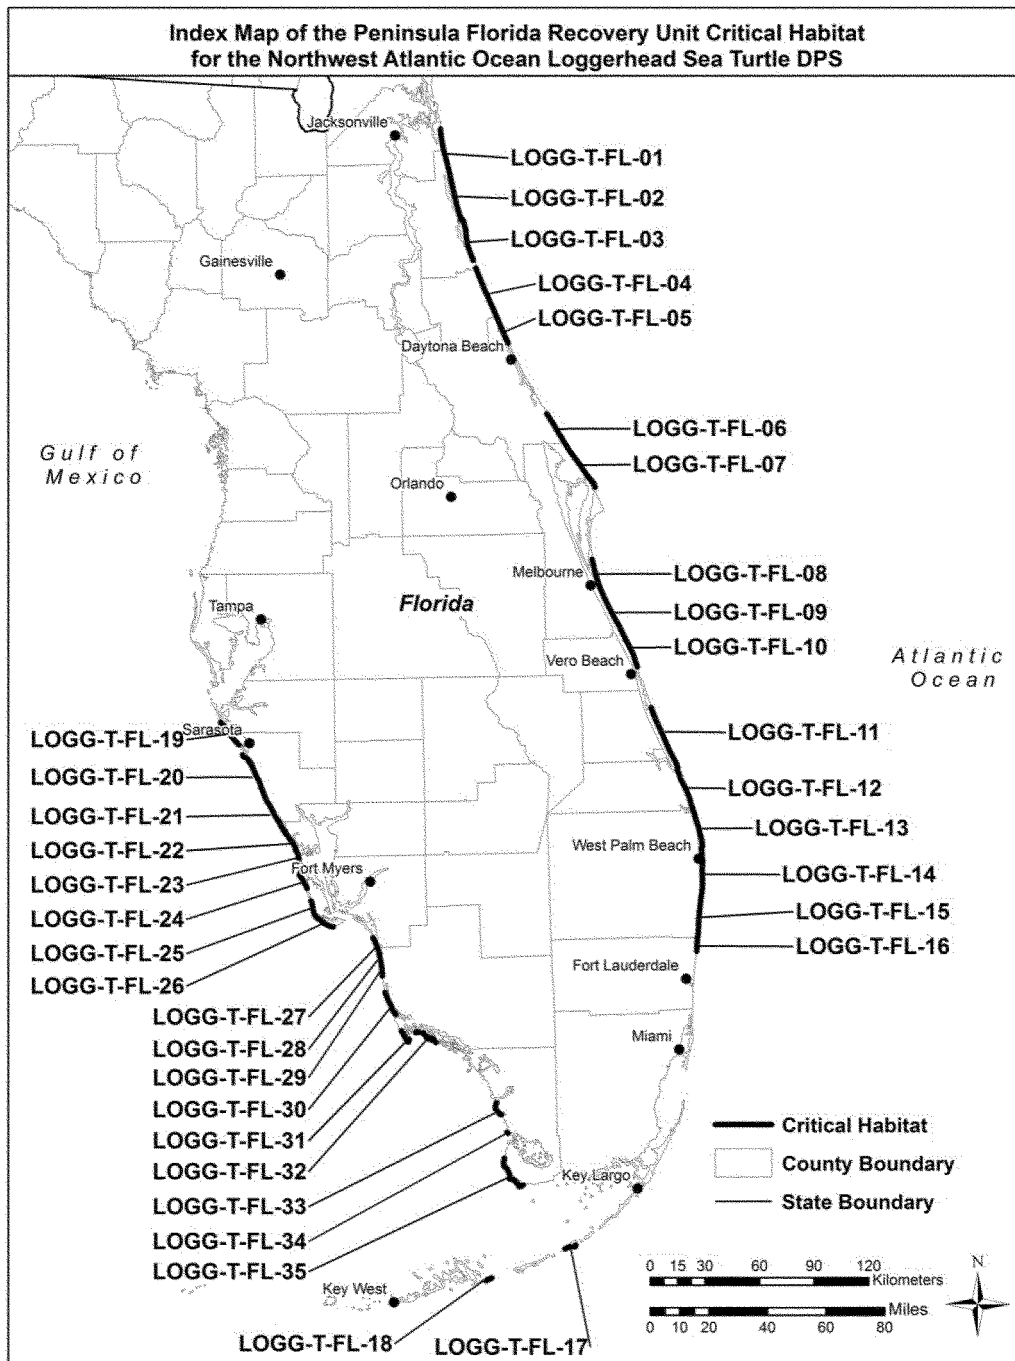 Index Map of the Peninsula Florida Recovery Unit Critical Habitat
for the Northwest Atlantic Ocean Loggerhead Sea Turtle DPS
Jacksonville
LOGG-T-FL-01
LOGG-T-FL-02
LOGG-T-FL-03
Gainesville
LOGG-T-FL-04
LOGG-T-FL-05
Daytona Beach
LOGG-T-FL-06
Gulf of
Mexico
LOGG-T-FL-07
Orlando
Melbourne
LOGG-T-FL-08
Tampa
Florida
LOGG-T-FL-09
LOGG-T-FL-10
Vero Beach
Atlantic
Ocean
Sarasota
LOGG-T-FL-19
LOGG-T-FL-11
LOGG-T-FL-20
LOGG-T-FL-12
LOGG-T-FL-21
LOGG-T-FL-13
LOGG-T-FL-22
West Palm Beach
LOGG-T-FL-23
Fort Myers
LOGG-T-FL-14
LOGG-T-FL-24
LOGG-T-FL-15
LOGG-T-FL-25
LOGG-T-FL-16
LOGG-T-FL-26
Fort Lauderdale
LOGG-T-FL-27
Miami
LOGG-T-FL-28
LOGG-T-FL-29
LOGG-T-FL-30
LOGG-T-FL-31
LOGG-T-FL-32
LOGG-T-FL-33
LOGG-T-FL-34
LOGG-T-FL-35
Critical Habitat
County Boundary
State Boundary
Key Largo
Key West
LOGG-T-FL-18
LOGG-T-FL-17
0 15 30 60 90 120
Kilometers
Miles
0 10 20 40 60 80
N